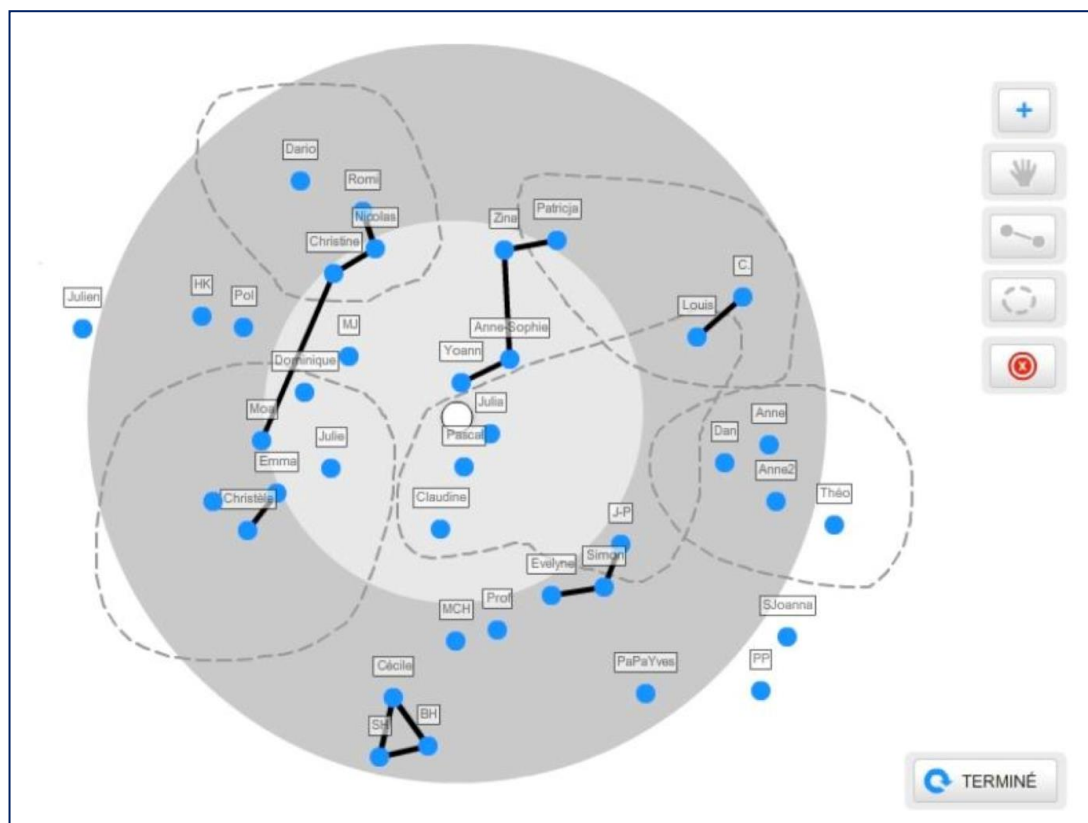 +
Dario
Romi
Nicolas
Christine
Zina
Patricja
Julien
HK
Pol
C.
Louis
MJ
Anne-Sophie
Yoann
Dominique
Julia
Moa
Pascal
Julie
Anne
Dan
Emma
Anne2
Christèle
Claudine
Théo
J-P
Simon
Evelyne
MCH
Prof
SJoanna
Cécile
PaPaYves
PP
SH
BH
TERMINÉ